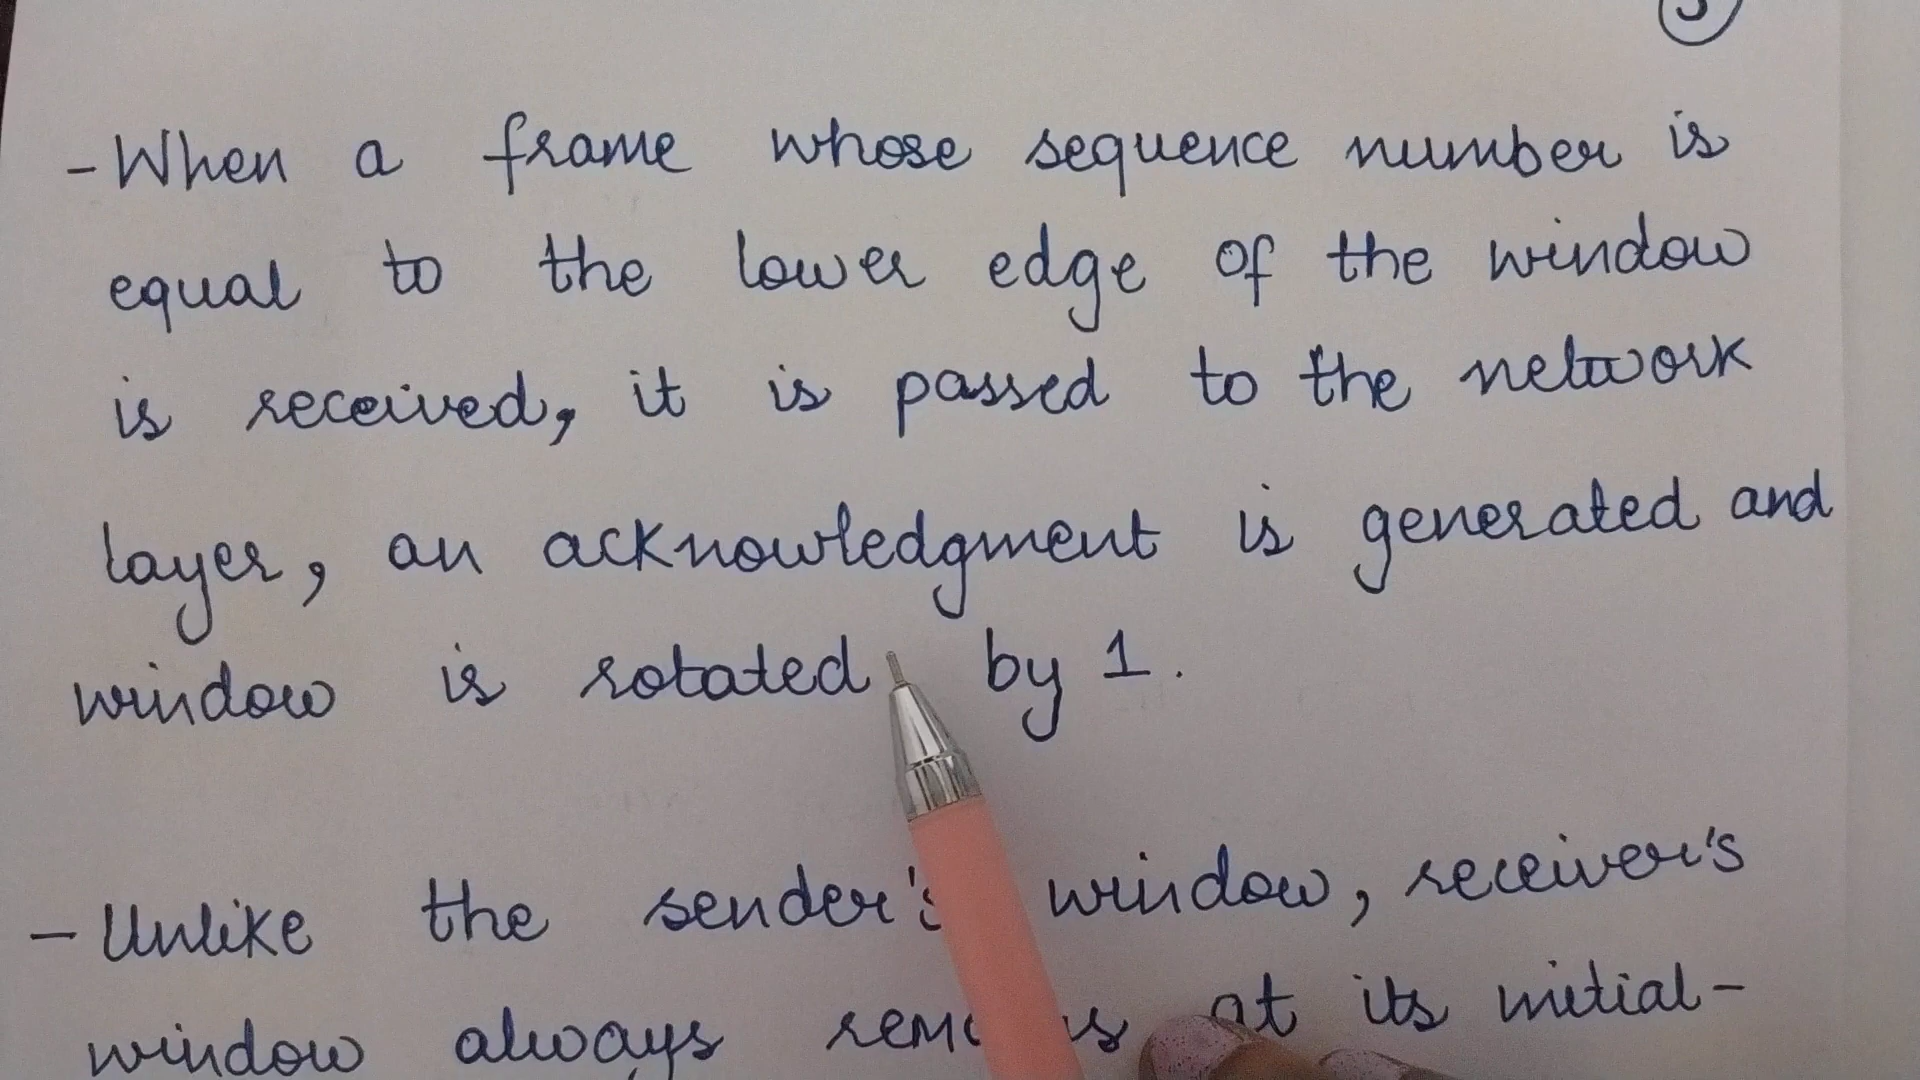 - When a frame whose sequence number is
equal to the lower edge of the window
is received, it is passed to the network
layer, an acknowledgment is generated and
window is rotated by 1.
- Unlike the sender's window, receiver's
window always at its initial-